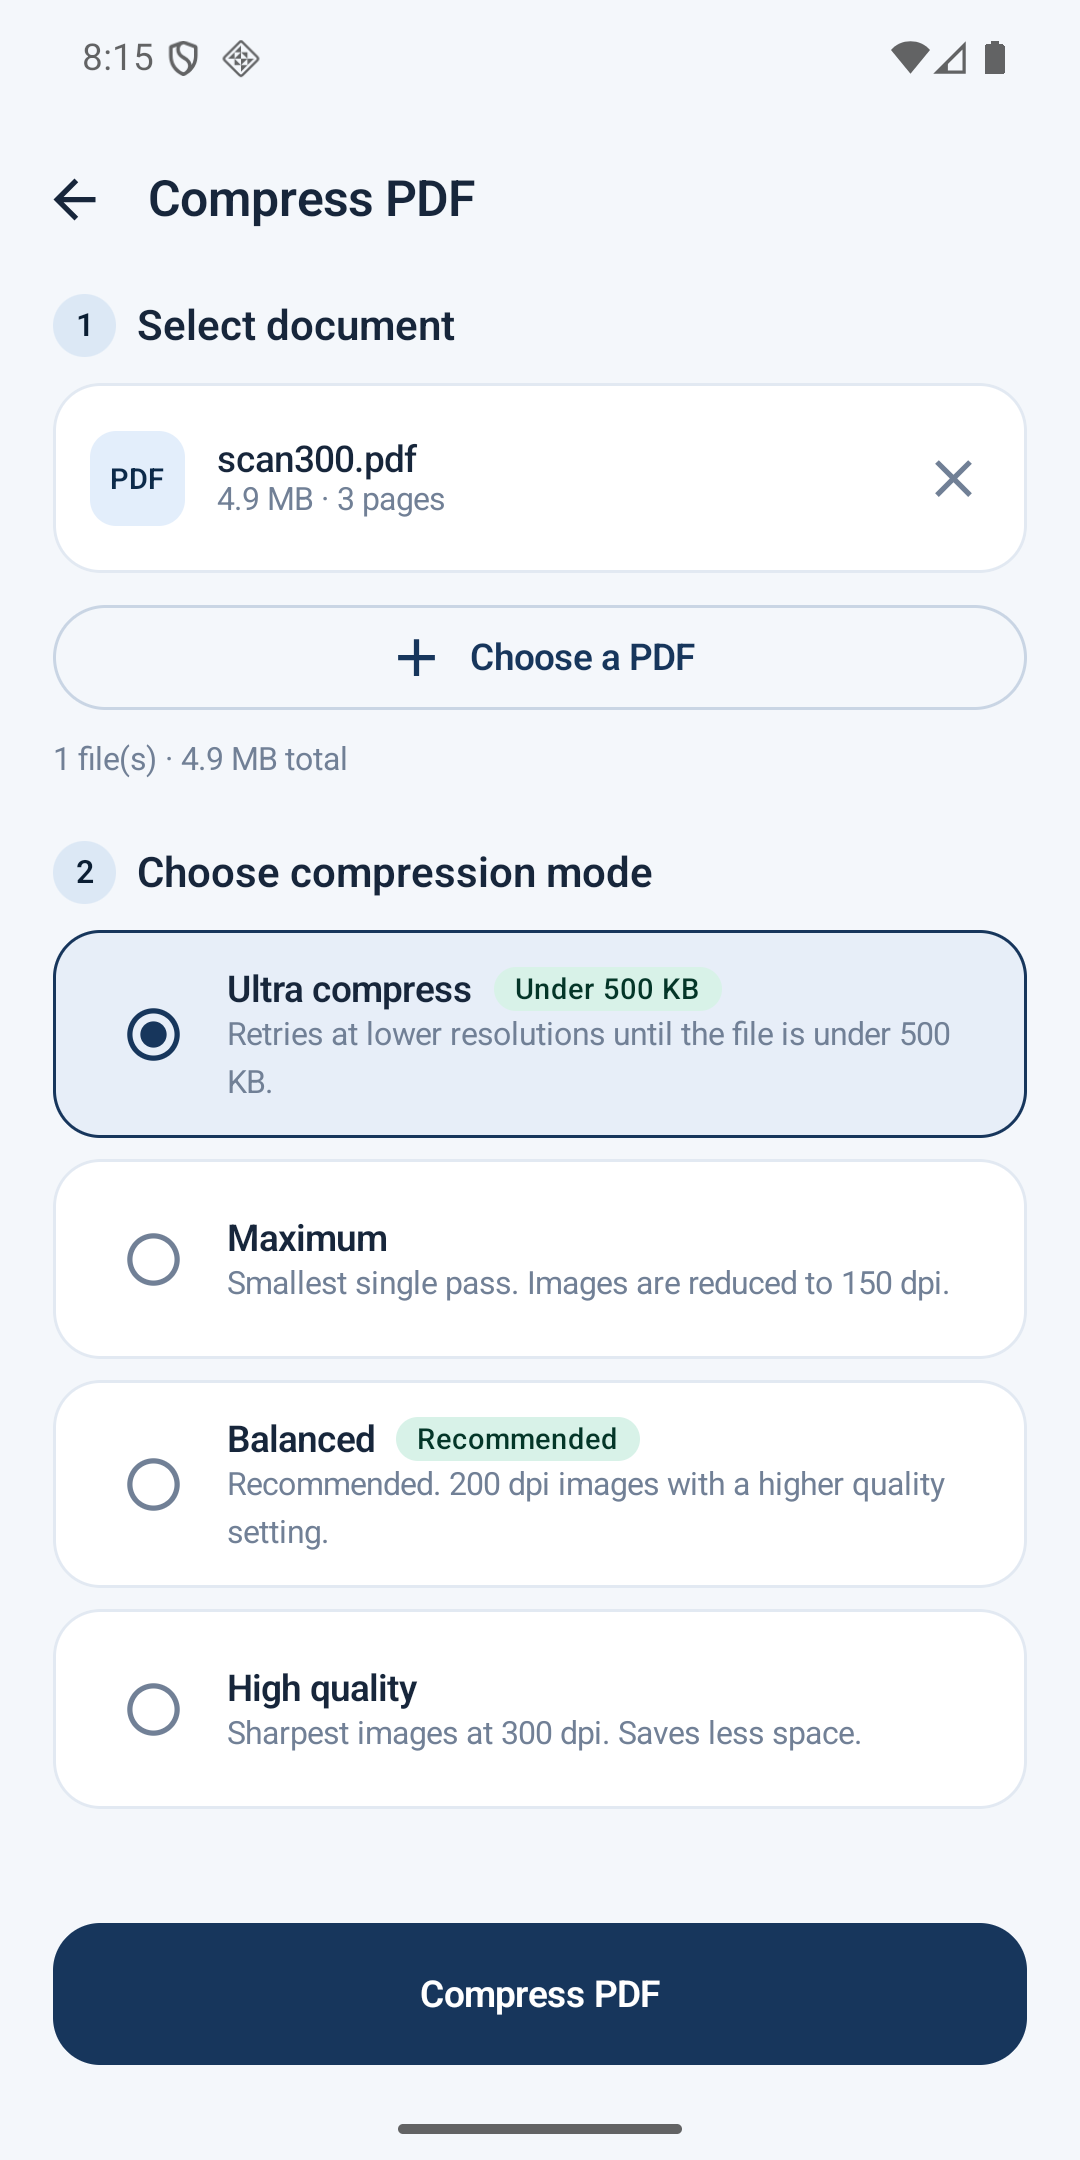 8:15
Compress PDF
1 Select document
PDF
scan300.pdf
4.9 MB · 3 pages
Choose a PDF
1 file(s) · 4.9 MB total
2 Choose compression mode
Ultra compress Under 500 KB
Retries at lower resolutions until the file is under 500
KB.
Maximum
Smallest single pass. Images are reduced to 150 dpi.
Balanced Recommended
Recommended. 200 dpi images with a higher quality
setting.
High quality
Sharpest images at 300 dpi. Saves less space.
Compress PDF